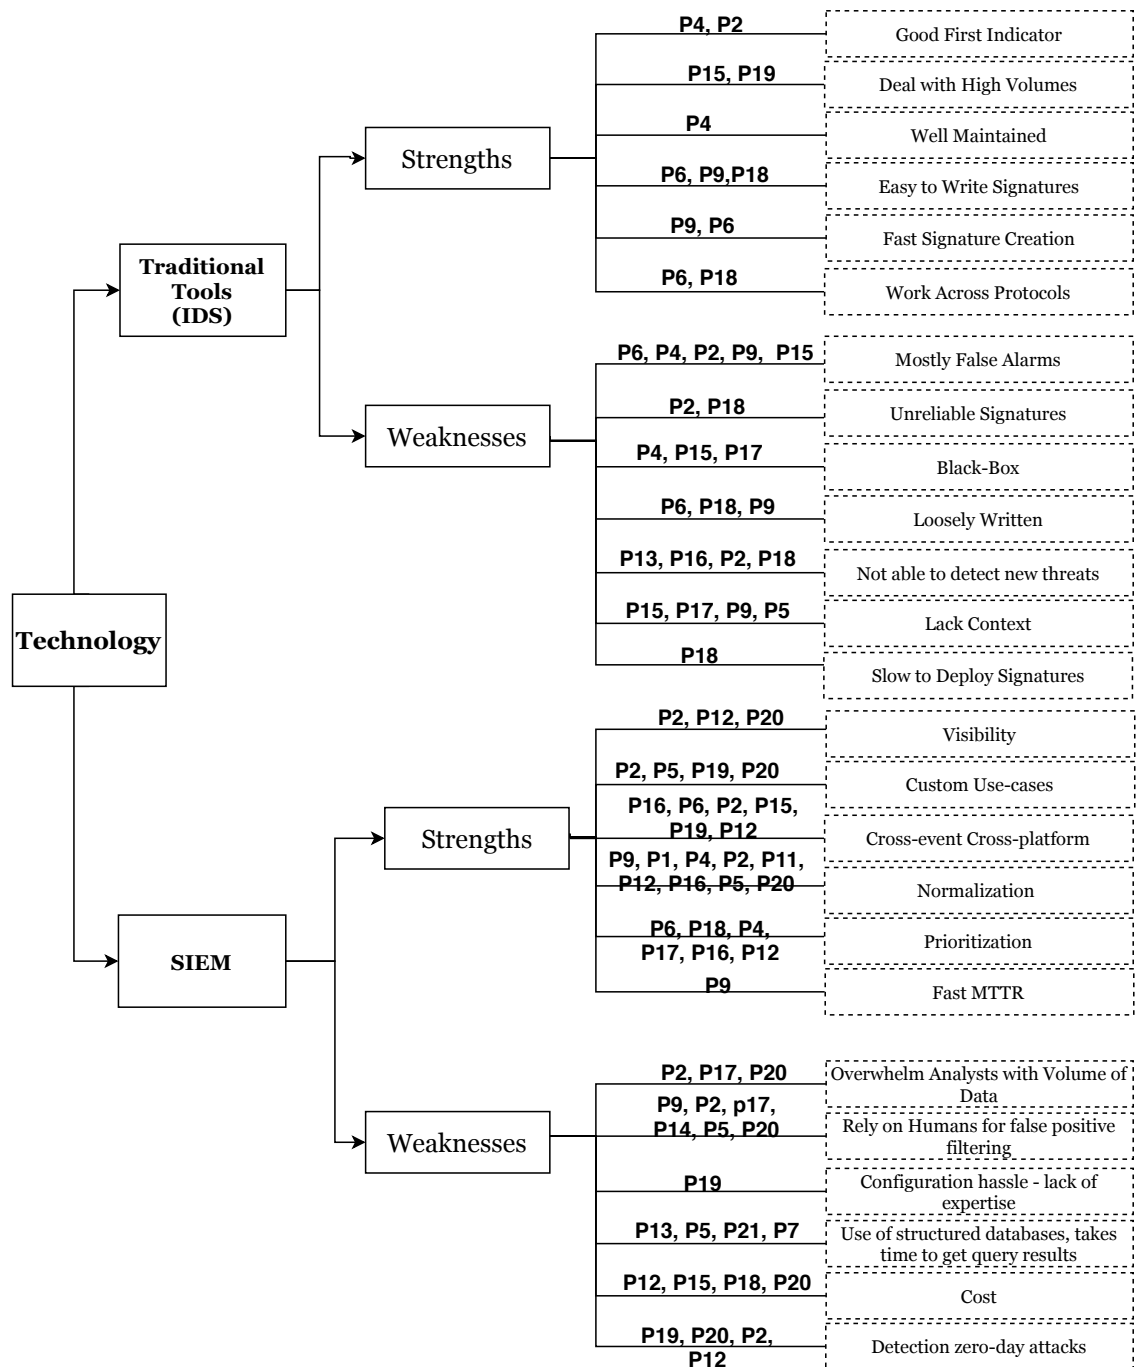 Technology
Traditional
Tools
(IDS)
Strengths
P4, P2
Good First Indicator
P15, P19
Deal with High Volumes
P4
Well Maintained
P6, P9,P18
Easy to Write Signatures
P9, P6
Fast Signature Creation
P6, P18
Work Across Protocols
Weaknesses
P6, P4, P2, P9,  P15
Mostly False Alarms
P2, P18
Unreliable Signatures
P4, P15, P17
Black-Box
P6, P18, P9
Loosely Written
P13, P16, P2, P18
Not able to detect new threats
P15, P17, P9, P5
Lack Context
P18
Slow to Deploy Signatures
SIEM
Strengths
P2, P12, P20
Visibility
P2, P5, P19, P20
Custom Use-cases
P16, P6, P2, P15,
P19, P12
Cross-event Cross-platform
P9, P1, P4, P2, P11,
P12, P16, P5, P20
Normalization
P6, P18, P4,
P17, P16, P12
Prioritization
P9
Fast MTTR
Weaknesses
P2, P17, P20
Overwhelm Analysts with Volume of
Data
P9, P2, p17,
P14, P5, P20
Rely on Humans for false positive
filtering
P19
Configuration hassle - lack of
expertise
P13, P5, P21, P7
Use of structured databases, takes
time to get query results
P12, P15, P18, P20
Cost
P19, P20, P2,
P12
Detection zero-day attacks